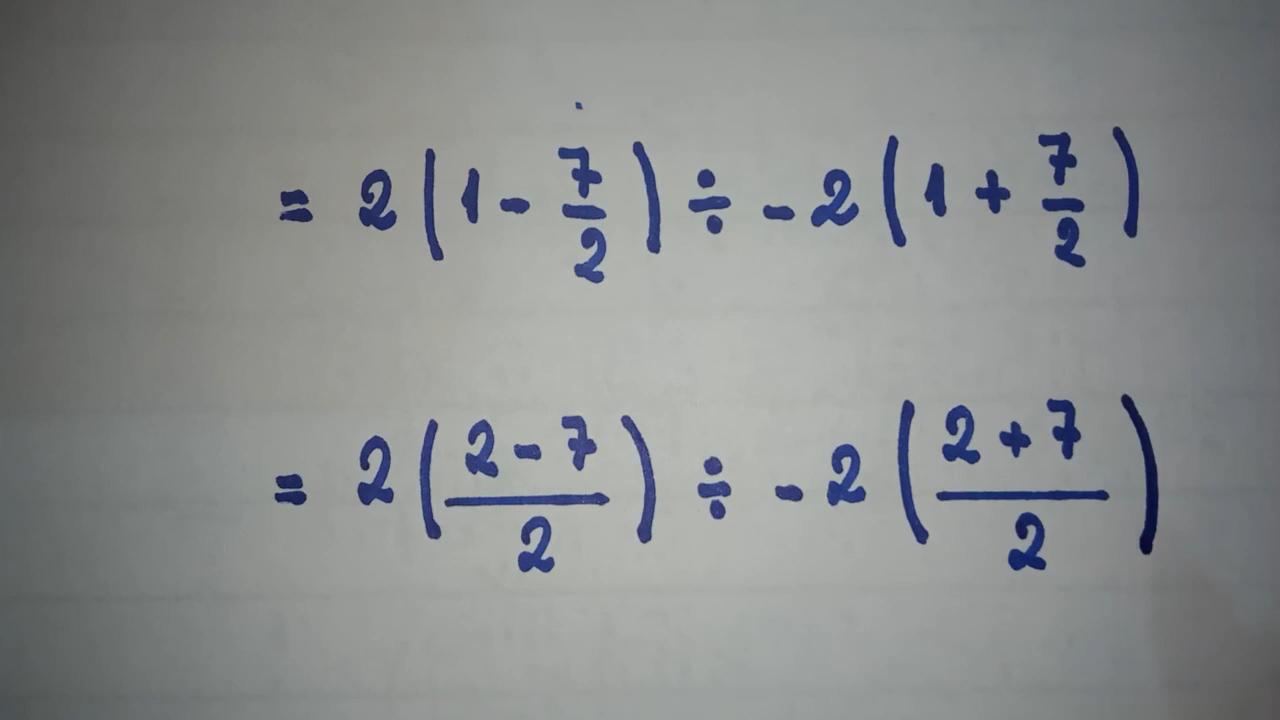 = 2 ( 1 - 7/2 ) ÷ - 2 ( 1 + 7/2 )
= 2 ( (2 - 7)/2 ) ÷ - 2 ( (2 + 7)/2 )